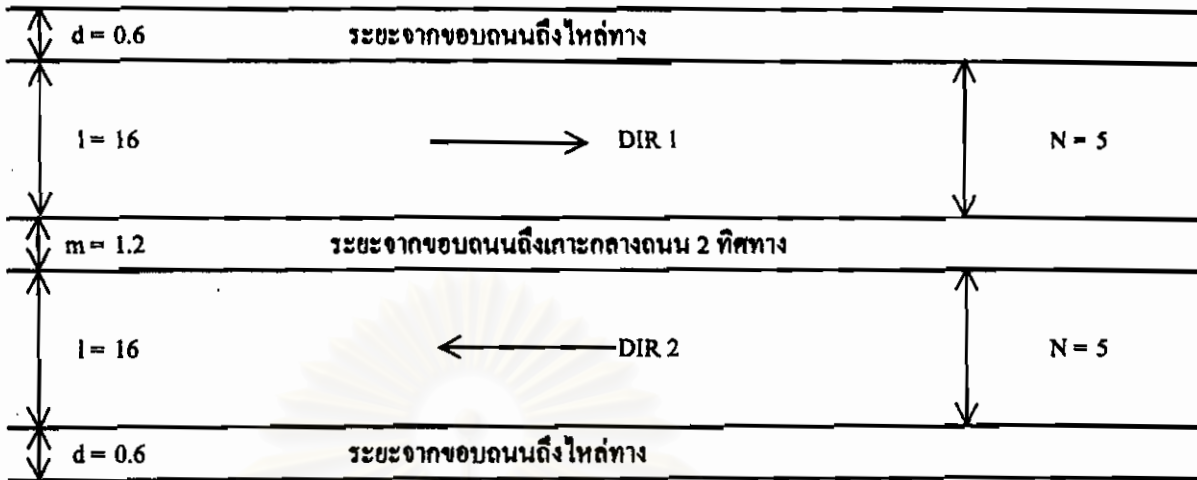 d = 0.6 ระยะจากขอบถนนถึงไหล่ทาง
l = 16 DIR 1 N = 5
m = 1.2 ระยะจากขอบถนนถึงเกาะกลางถนน 2 ทิศทาง
l = 16 DIR 2 N = 5
d = 0.6 ระยะจากขอบถนนถึงไหล่ทาง